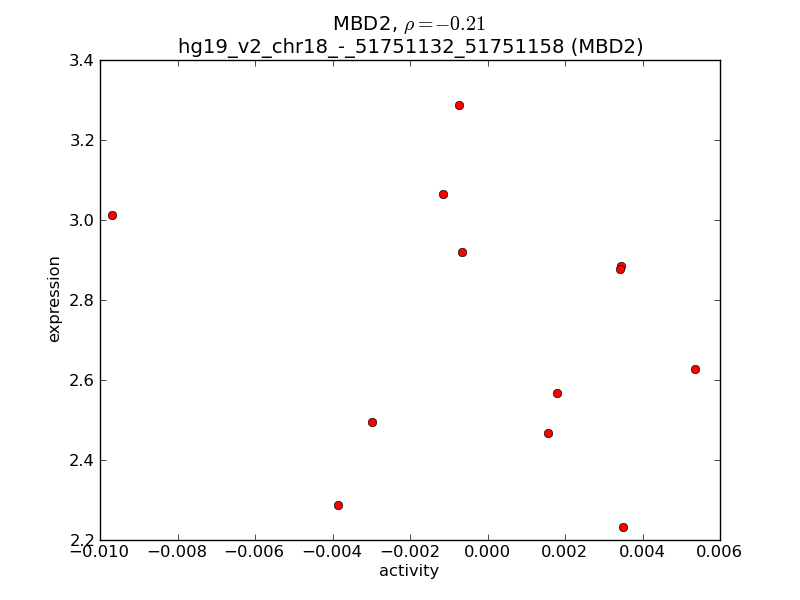 MBD2, ρ = −0.21
hg19_v2_chr18_-_51751132_51751158 (MBD2)
3.4
3.2
3.0
2.8
2.6
2.4
2.2
expression
−0.010 −0.008 −0.006 −0.004 −0.002 0.000 0.002 0.004 0.006
activity